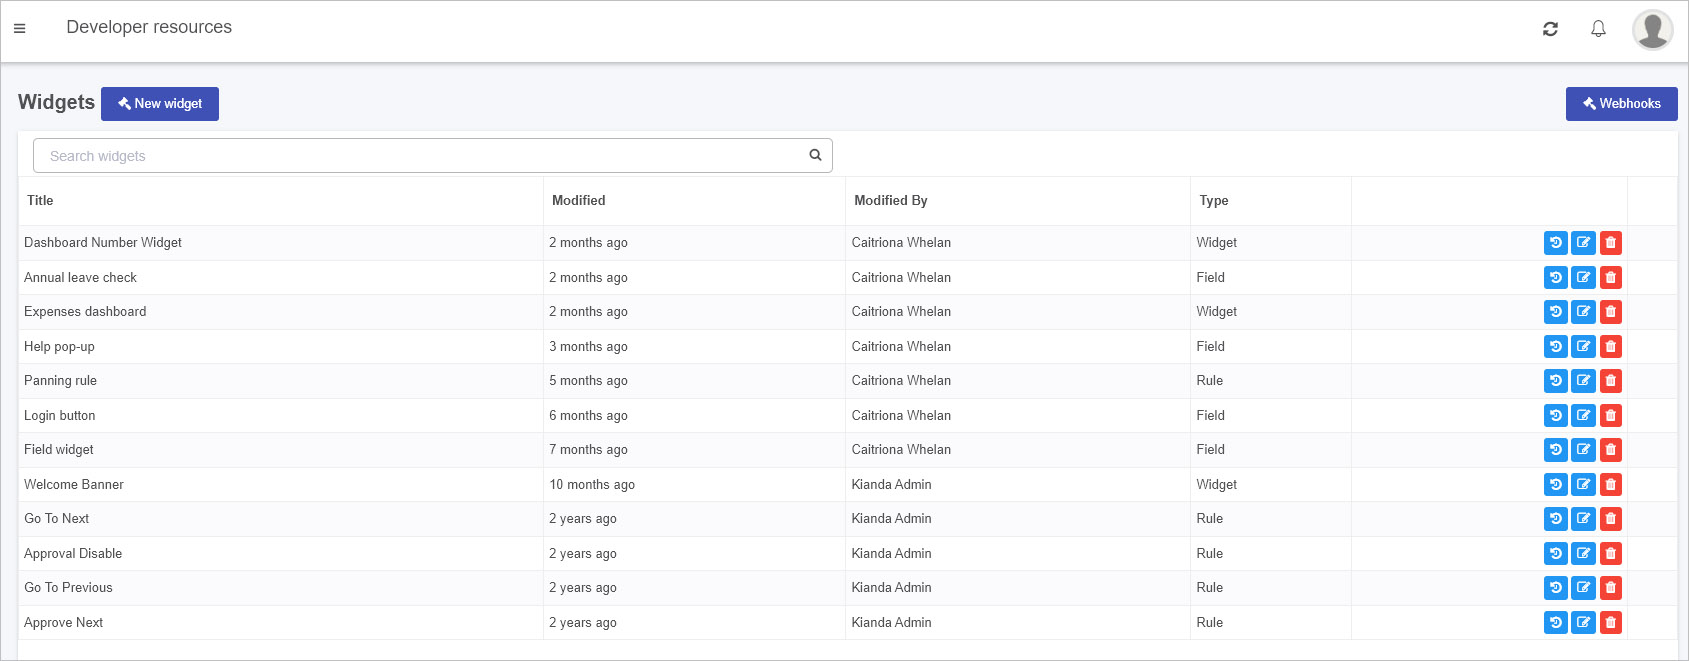 Developer resources
Widgets New widget Webhooks
Search widgets
Title Modified Modified By Type
Dashboard Number Widget 2 months ago Caitriona Whelan Widget
Annual leave check 2 months ago Caitriona Whelan Field
Expenses dashboard 2 months ago Caitriona Whelan Widget
Help pop-up 3 months ago Caitriona Whelan Field
Panning rule 5 months ago Caitriona Whelan Rule
Login button 6 months ago Caitriona Whelan Field
Field widget 7 months ago Caitriona Whelan Field
Welcome Banner 10 months ago Kianda Admin Widget
Go To Next 2 years ago Kianda Admin Rule
Approval Disable 2 years ago Kianda Admin Rule
Go To Previous 2 years ago Kianda Admin Rule
Approve Next 2 years ago Kianda Admin Rule